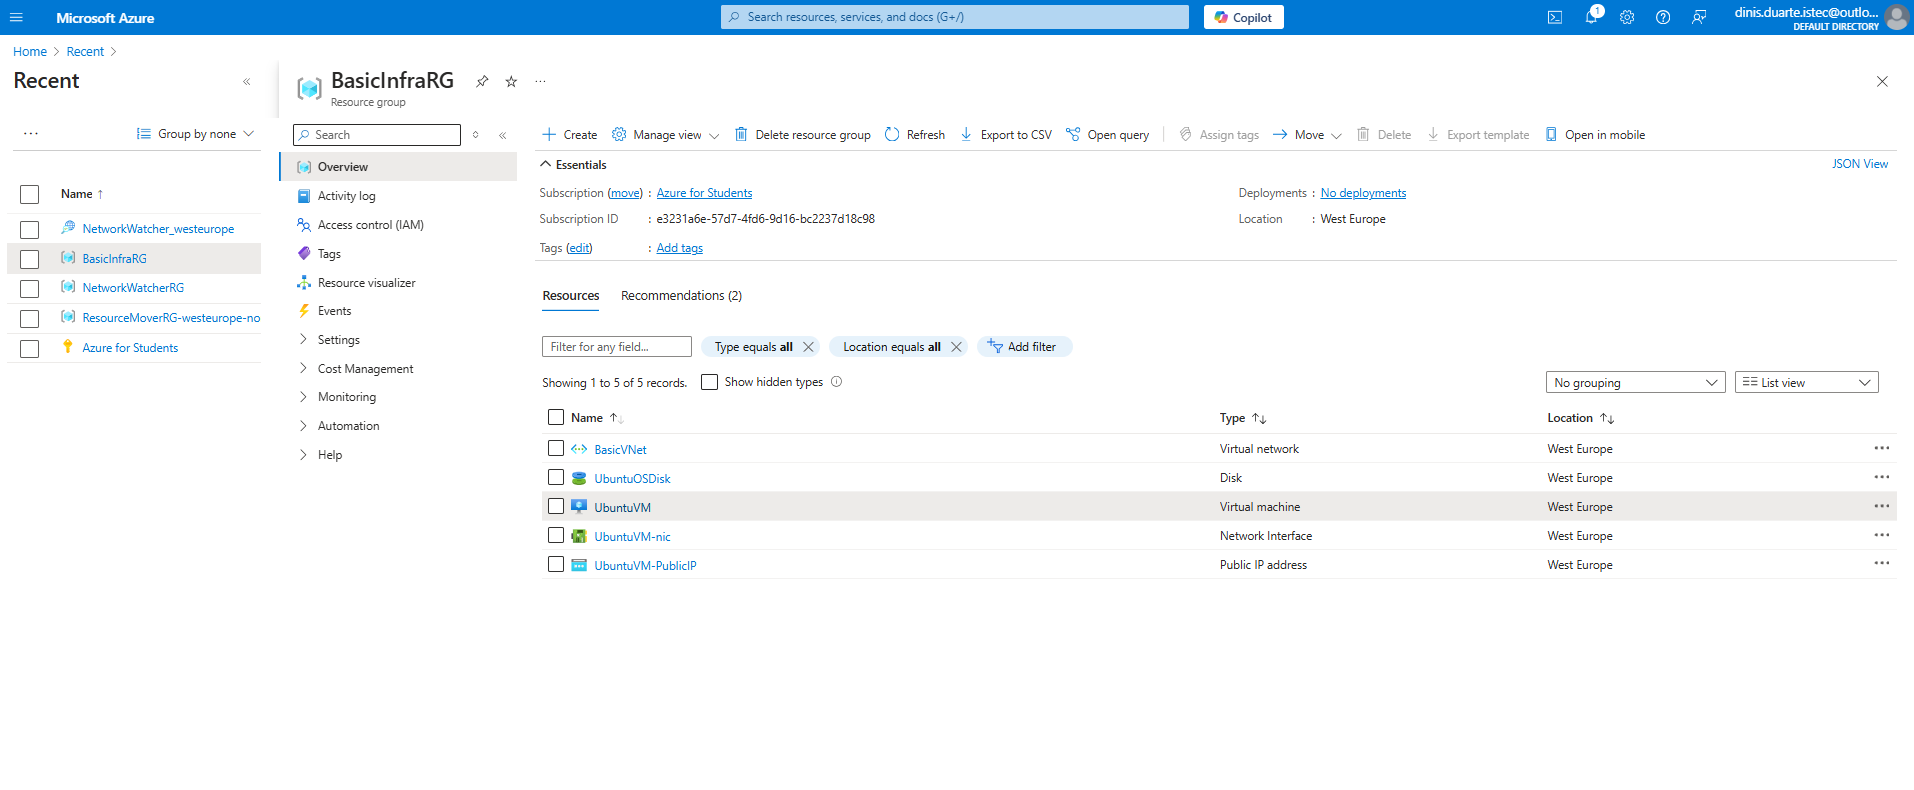 Microsoft Azure
Search resources, services, and docs (G+/)
Copilot
1
dinis.duarte.istec@outlo...
DEFAULT DIRECTORY
Home > Recent >
Recent
«
...
Group by none
Name ↑
NetworkWatcher_westeurope
BasicInfraRG
NetworkWatcherRG
ResourceMoverRG-westeurope-no
Azure for Students
BasicInfraRG
...
Resource group
Search
«
Overview
Activity log
Access control (IAM)
Tags
Resource visualizer
Events
Settings
Cost Management
Monitoring
Automation
Help
Create
Manage view
Delete resource group
Refresh
Export to CSV
Open query
Assign tags
Move
Delete
Export template
Open in mobile
Essentials
JSON View
Subscription (move) : Azure for Students
Subscription ID : e3231a6e-57d7-4fd6-9d16-bc2237d18c98
Tags (edit) : Add tags
Deployments : No deployments
Location : West Europe
Resources
Recommendations (2)
Filter for any field...
Type equals all
Location equals all
Add filter
Showing 1 to 5 of 5 records.
Show hidden types
No grouping
List view
Name ↑↓ Type ↑↓ Location ↑↓
BasicVNet Virtual network West Europe ...
UbuntuOSDisk Disk West Europe ...
UbuntuVM Virtual machine West Europe ...
UbuntuVM-nic Network Interface West Europe ...
UbuntuVM-PublicIP Public IP address West Europe ...